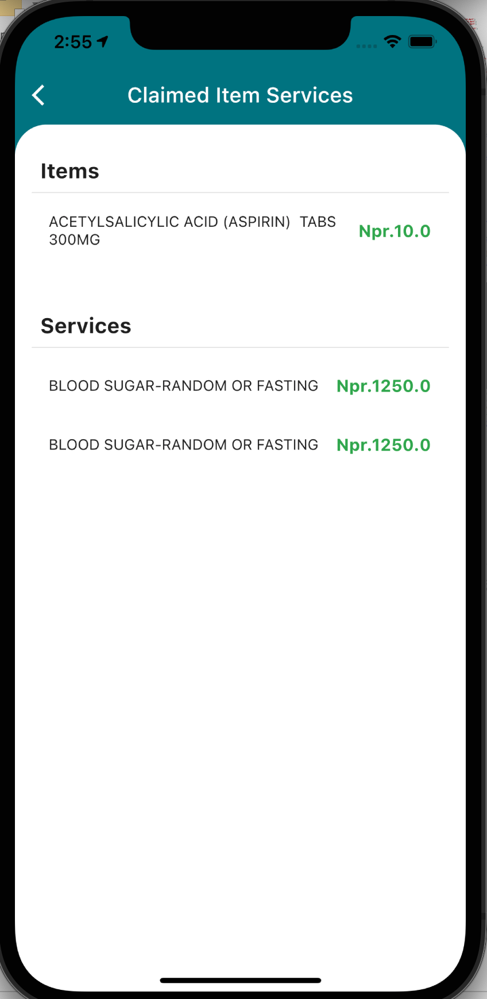 2:55
Claimed Item Services
Items
ACETYLSALICYLIC ACID (ASPIRIN)  TABS
300MG
Npr.10.0
Services
BLOOD SUGAR-RANDOM OR FASTING Npr.1250.0
BLOOD SUGAR-RANDOM OR FASTING Npr.1250.0